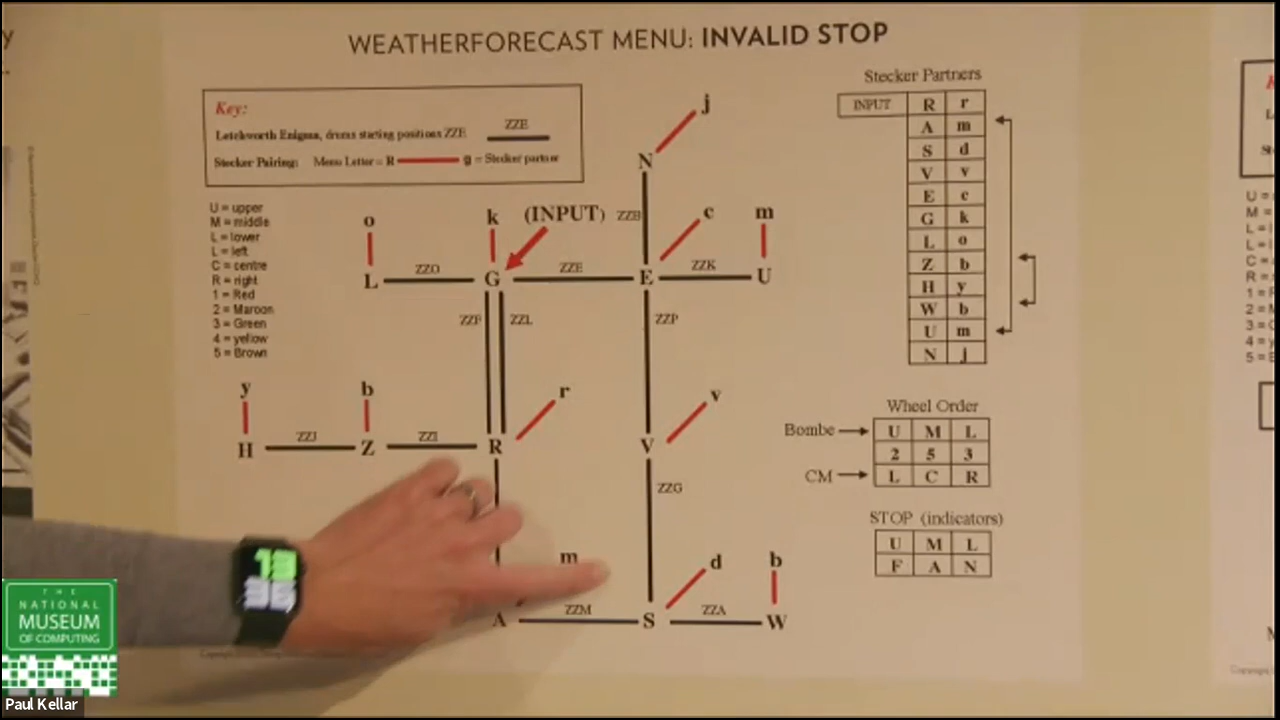 WEATHERFORECAST MENU: INVALID STOP
Key:
Letchworth Enigma, drums starting positions ZZE
ZZE
Stecker Pairing: Menu Letter = R g = Stecker partner
U = upper
M = middle
L = lower
L = left
C = centre
R = right
1 = Red
2 = Maroon
3 = Green
4 = yellow
5 = Brown
j
N
o
k
(INPUT)
ZZB
c
m
L
ZZO
G
ZZE
E
ZZK
U
ZZF
ZZL
ZZP
y
b
r
v
H
ZZJ
Z
ZZI
R
V
ZZG
m
d
b
A
ZZM
S
ZZA
W
Stecker Partners
INPUT R r
A m
S d
V v
E c
G k
L o
Z b
H y
W b
U m
N j
Wheel Order
Bombe U M L
2 5 3
CM L C R
STOP (indicators)
U M L
F A N
13
THE
NATIONAL
MUSEUM
OF COMPUTING
Paul Kellar